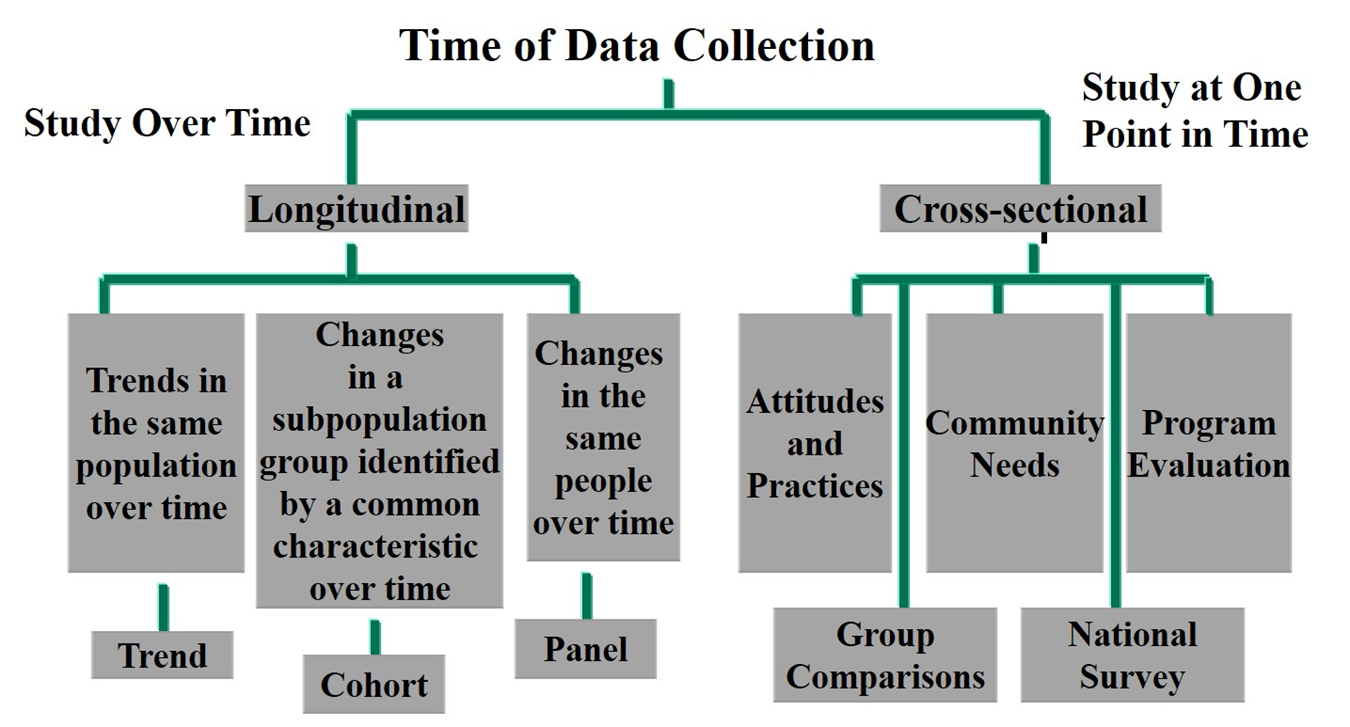 Time of Data Collection
Study Over Time
Study at One
Point in Time
Longitudinal
Cross-sectional
Trends in
the same
population
over time
Changes
in a
subpopulation
group identified
by a common
characteristic
over time
Changes
in the
same
people
over time
Attitudes
and
Practices
Community
Needs
Program
Evaluation
Trend
Cohort
Panel
Group
Comparisons
National
Survey